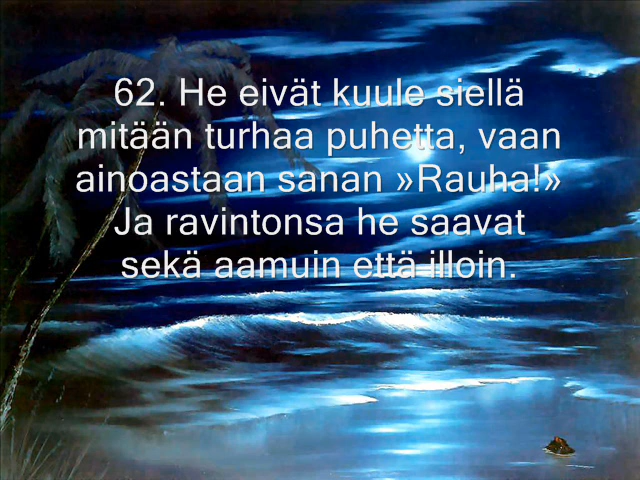 62. He eivät kuule siellä
mitään turhaa puhetta, vaan
ainoastaan sanan »Rauha!»
Ja ravintonsa he saavat
sekä aamuin että illoin.